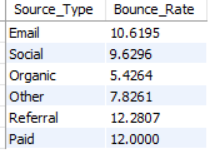 Source_Type Bounce_Rate
Email 10.6195
Social 9.6296
Organic 5.4264
Other 7.8261
Referral 12.2807
Paid 12.0000